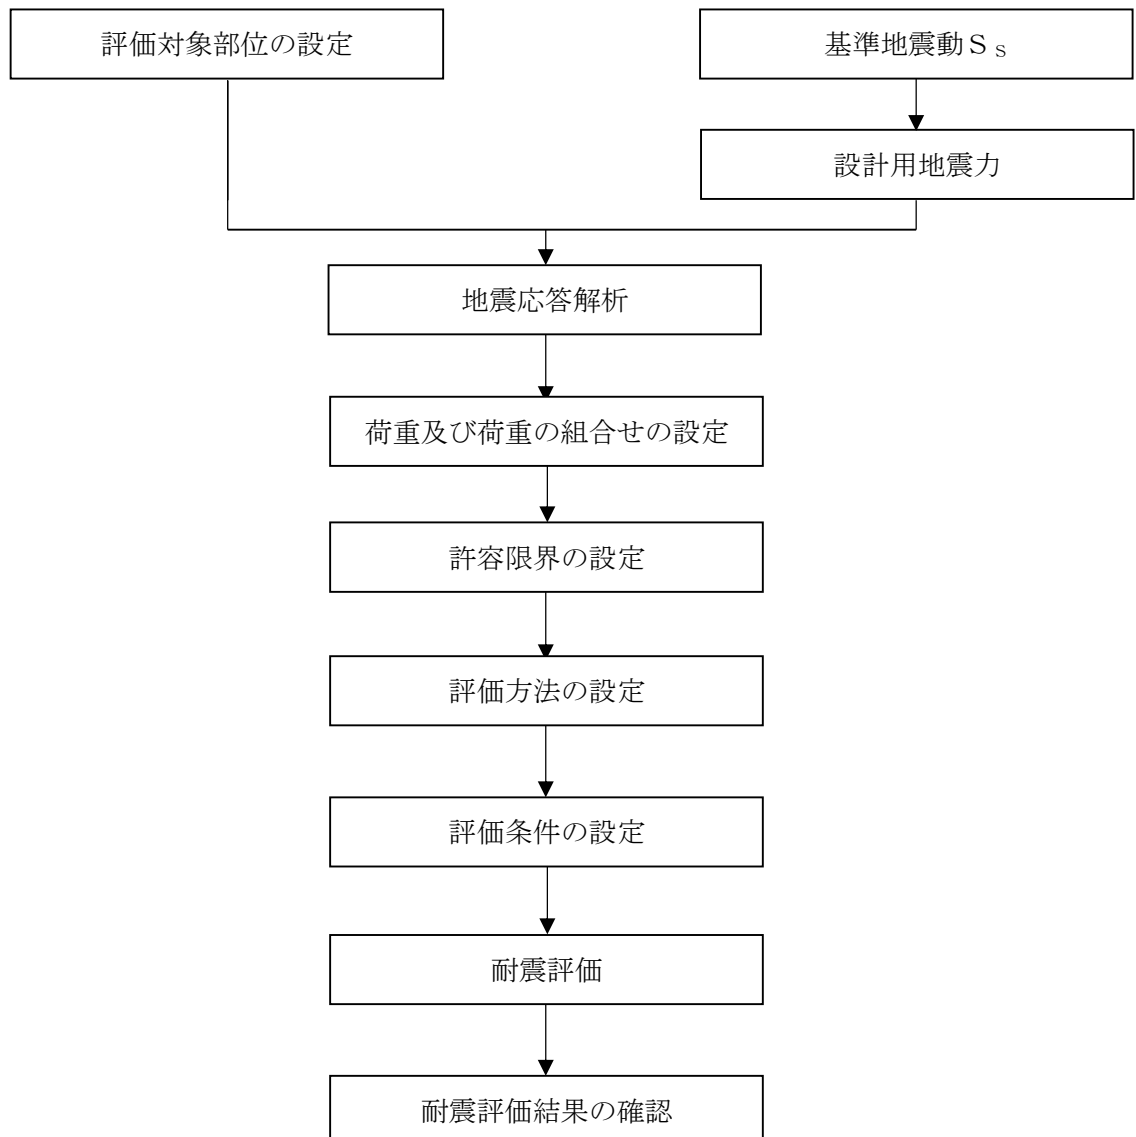 評価対象部位の設定
基準地震動Ｓｓ
設計用地震力
地震応答解析
荷重及び荷重の組合せの設定
許容限界の設定
評価方法の設定
評価条件の設定
耐震評価
耐震評価結果の確認